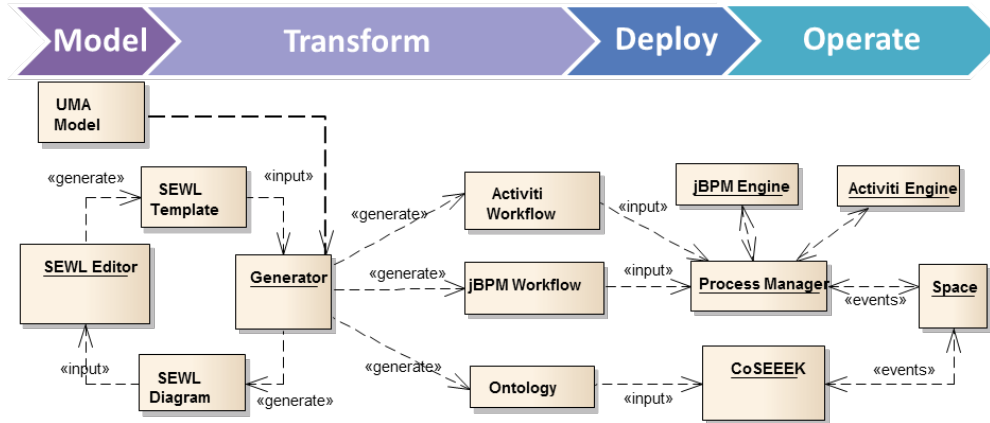 Model
Transform
Deploy
Operate
UMA
Model
«generate»
SEWL
Template
«input»
SEWL Editor
Generator
«input»
SEWL
Diagram
«generate»
«generate»
Activiti
Workflow
«input»
jBPM Engine
Activiti Engine
«generate»
jBPM Workflow
«input»
Process Manager
«events»
Space
«generate»
Ontology
«input»
CoSEEEK
«events»